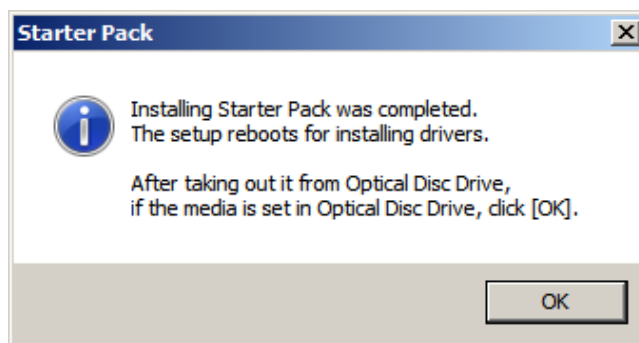 Starter Pack
Installing Starter Pack was completed.
The setup reboots for installing drivers.
After taking out it from Optical Disc Drive,
if the media is set in Optical Disc Drive, click [OK].
OK